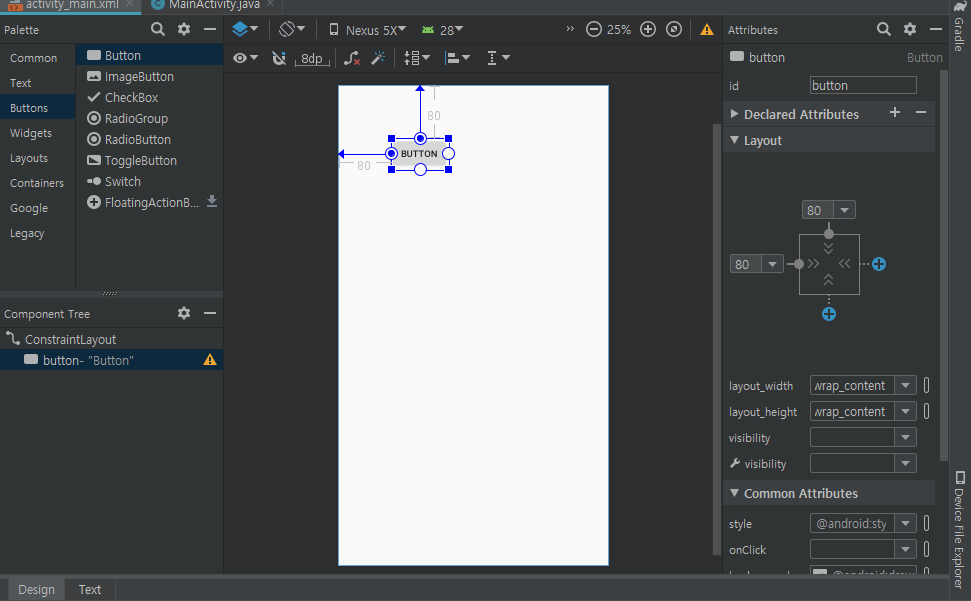 activity_main.xml
MainActivity.java
Palette
Common
Text
Buttons
Widgets
Layouts
Containers
Google
Legacy
Button
ImageButton
CheckBox
RadioGroup
RadioButton
ToggleButton
Switch
FloatingActionB...
Component Tree
ConstraintLayout
button- "Button"
Nexus 5X
28
»
25%
8dp
80
BUTTON
80
Attributes
button Button
id button
Declared Attributes
Layout
80
80
layout_width wrap_content
layout_height wrap_content
visibility
visibility
Common Attributes
style @android:sty
onClick
Gradle
Device File Explorer
Design Text